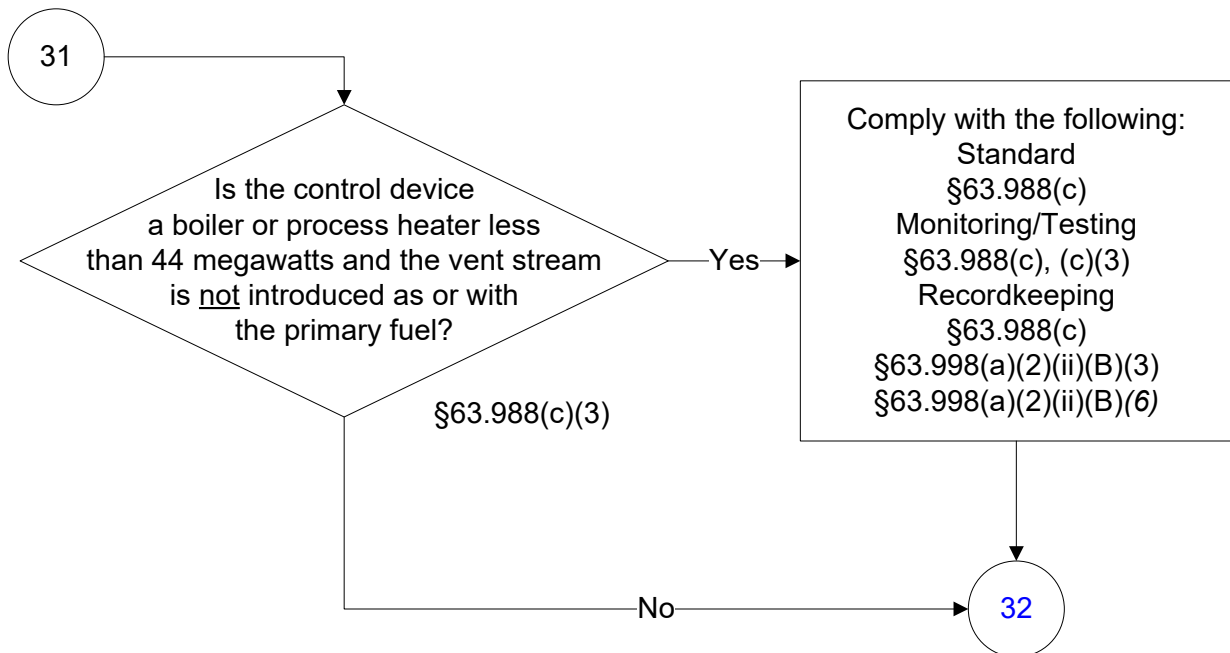 31
Is the control device
a boiler or process heater less
than 44 megawatts and the vent stream
is not introduced as or with
the primary fuel?
§63.988(c)(3)
Yes
Comply with the following:
Standard
§63.988(c)
Monitoring/Testing
§63.988(c), (c)(3)
Recordkeeping
§63.988(c)
§63.998(a)(2)(ii)(B)(3)
§63.998(a)(2)(ii)(B)(6)
No
32